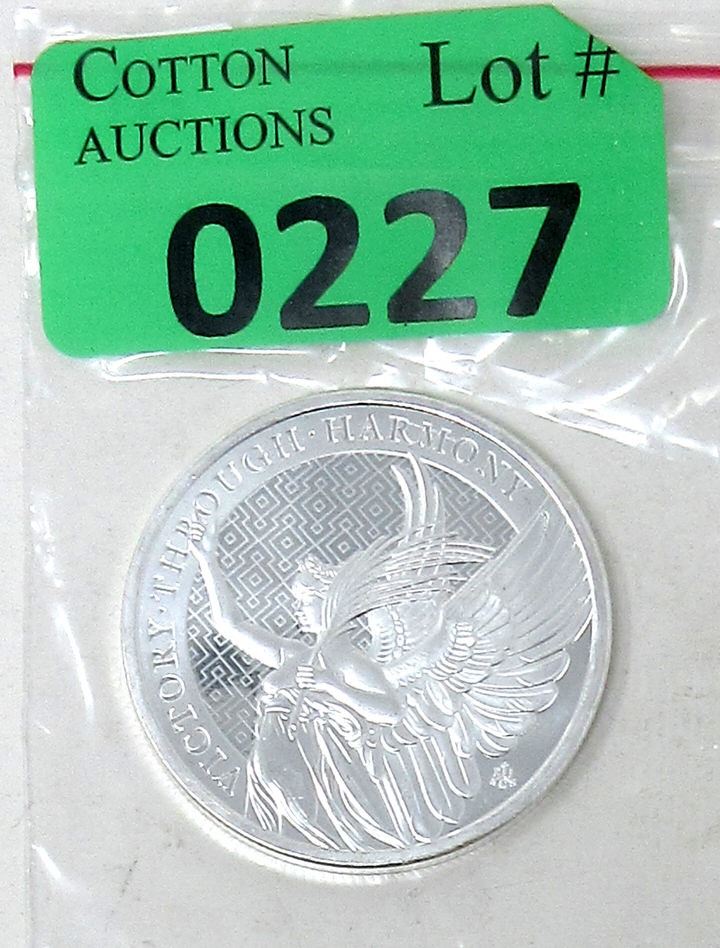 COTTON
AUCTIONS
Lot #
0227
VICTORY · THROUGH · HARMONY